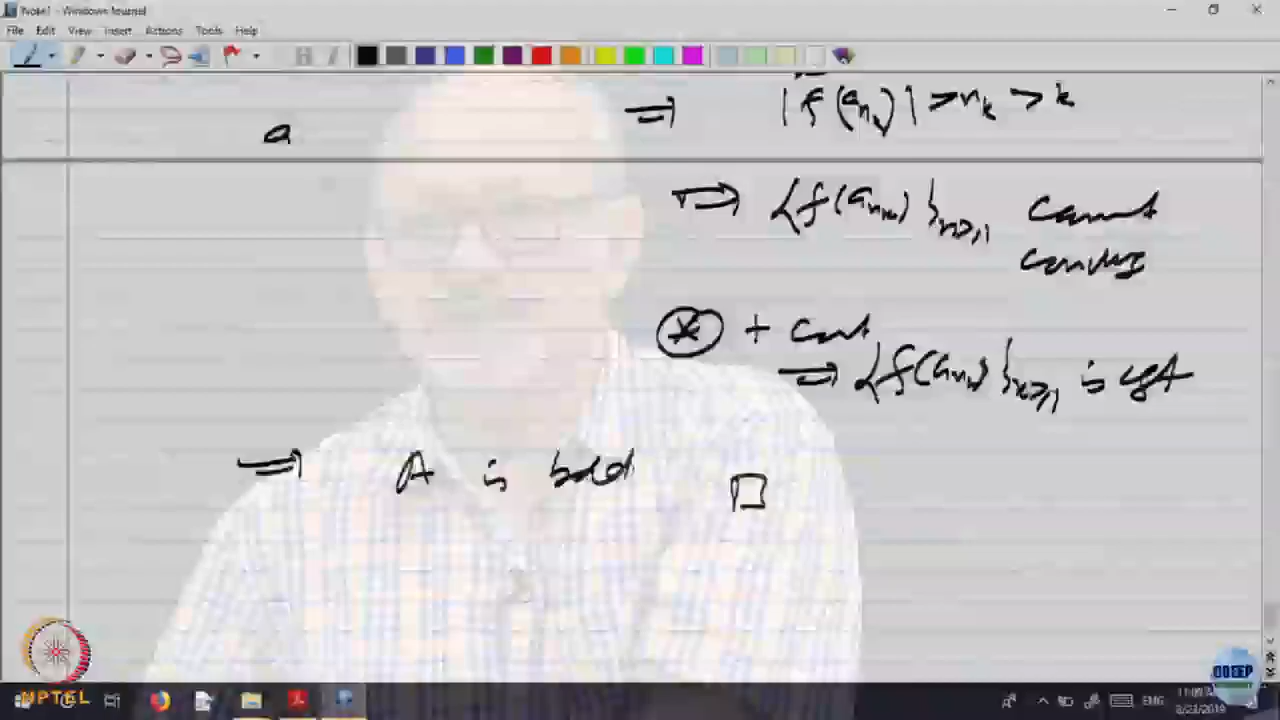 Note1 - Windows Journal
File Edit View Insert Actions Tools Help
⟹ |f(a_{n_k})| > n_k > k
a
⟹ {f(a_{n_k})}_{n≥1} cannot
converge
⊛ + cont
⟹ {f(a_{n_k})}_{k≥1} is cgt
⟹ A is bdd □
NPTEL
ENG